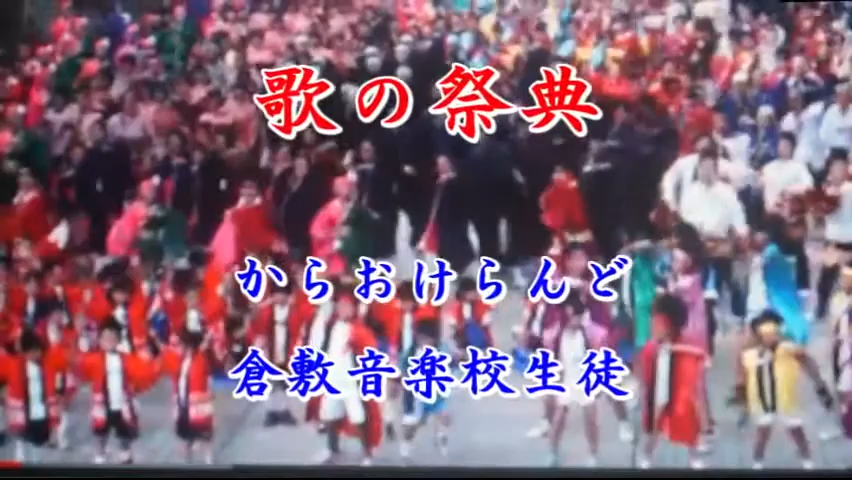 歌の祭典
からおけらんど
倉敷音楽校生徒